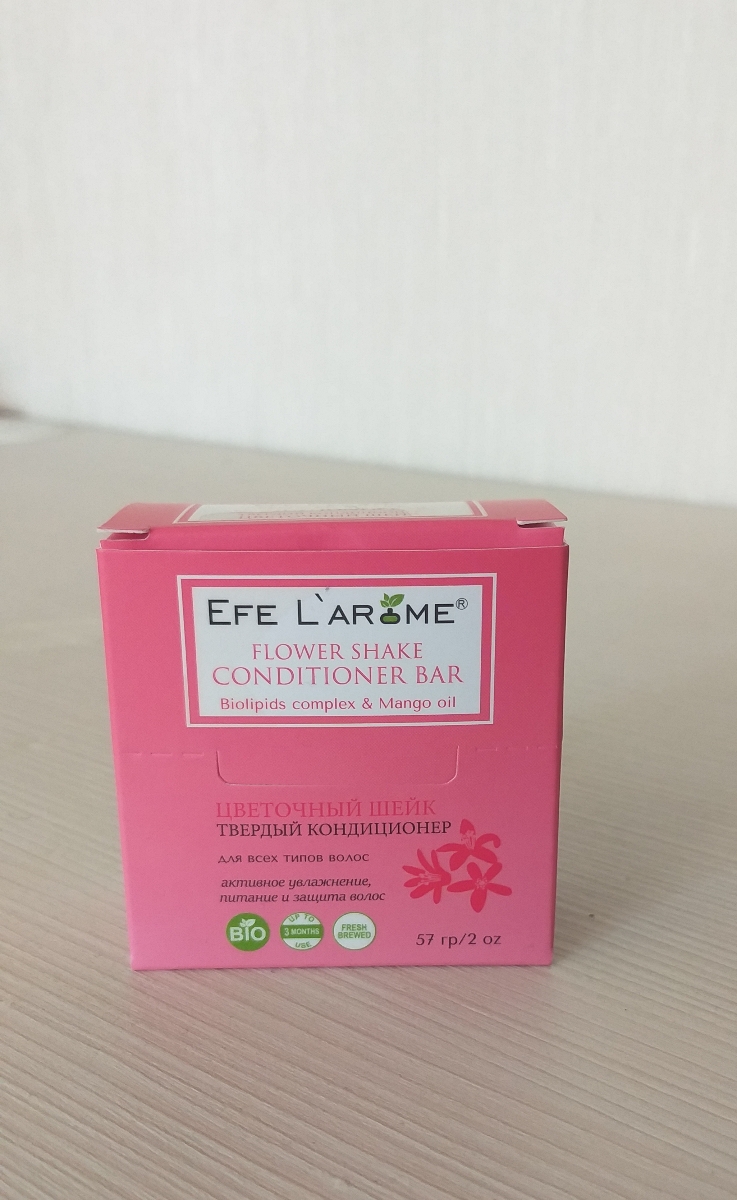 EFE L`AROME®
FLOWER SHAKE
CONDITIONER BAR
Biolipids complex & Mango oil
ЦВЕТОЧНЫЙ ШЕЙК
ТВЕРДЫЙ КОНДИЦИОНЕР
для всех типов волос
активное увлажнение,
питание и защита волос
BIO
UP TO
3 MONTHS
USE
FRESH
BREWED
57 гр/2 oz